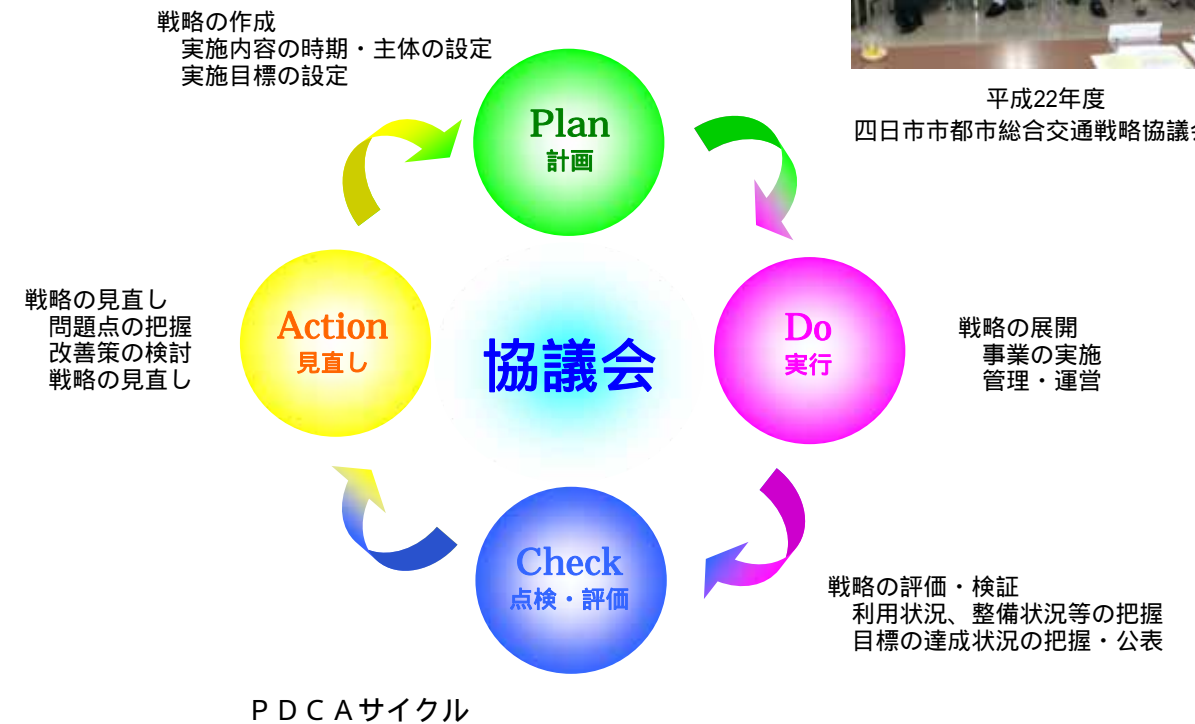 戦略の作成
実施内容の時期・主体の設定
実施目標の設定
平成22年度
四日市市都市総合交通戦略協議会
Plan
計画
Action
見直し
協議会
Do
実行
戦略の見直し
問題点の把握
改善策の検討
戦略の見直し
戦略の展開
事業の実施
管理・運営
Check
点検・評価
戦略の評価・検証
利用状況、整備状況等の把握
目標の達成状況の把握・公表
ＰＤＣＡサイクル